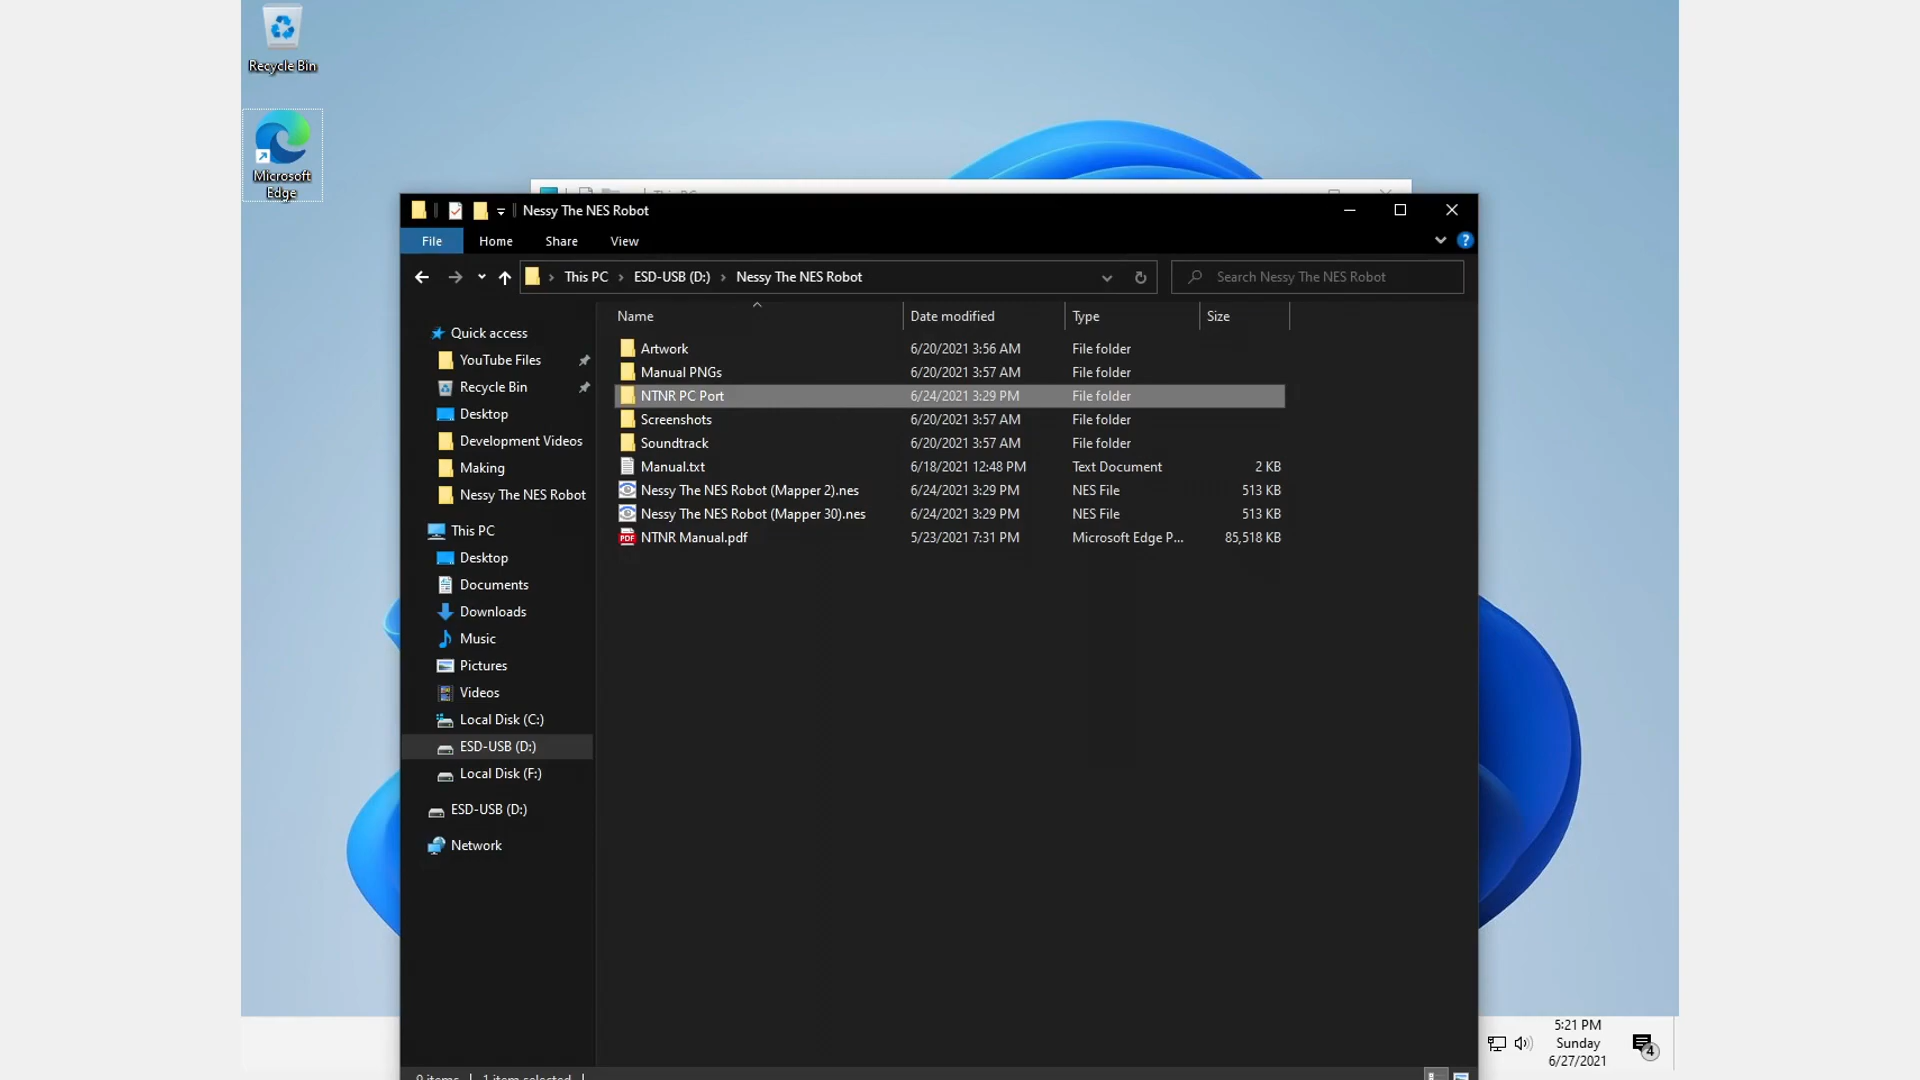 Recycle Bin
Microsoft
Edge
This PC
Nessy The NES Robot
File Home Share View
This PC ESD-USB (D:) Nessy The NES Robot
Search Nessy The NES Robot
Name Date modified Type Size
Artwork 6/20/2021 3:56 AM File folder
Manual PNGs 6/20/2021 3:57 AM File folder
NTNR PC Port 6/24/2021 3:29 PM File folder
Screenshots 6/20/2021 3:57 AM File folder
Soundtrack 6/20/2021 3:57 AM File folder
Manual.txt 6/18/2021 12:48 PM Text Document 2 KB
Nessy The NES Robot (Mapper 2).nes 6/24/2021 3:29 PM NES File 513 KB
Nessy The NES Robot (Mapper 30).nes 6/24/2021 3:29 PM NES File 513 KB
PDF NTNR Manual.pdf 5/23/2021 7:31 PM Microsoft Edge P... 85,518 KB
Quick access
YouTube Files
Recycle Bin
Desktop
Development Videos
Making
Nessy The NES Robot
This PC
Desktop
Documents
Downloads
Music
Pictures
Videos
Local Disk (C:)
ESD-USB (D:)
Local Disk (F:)
ESD-USB (D:)
Network
9 items 1 item selected
5:21 PM
Sunday
6/27/2021
4